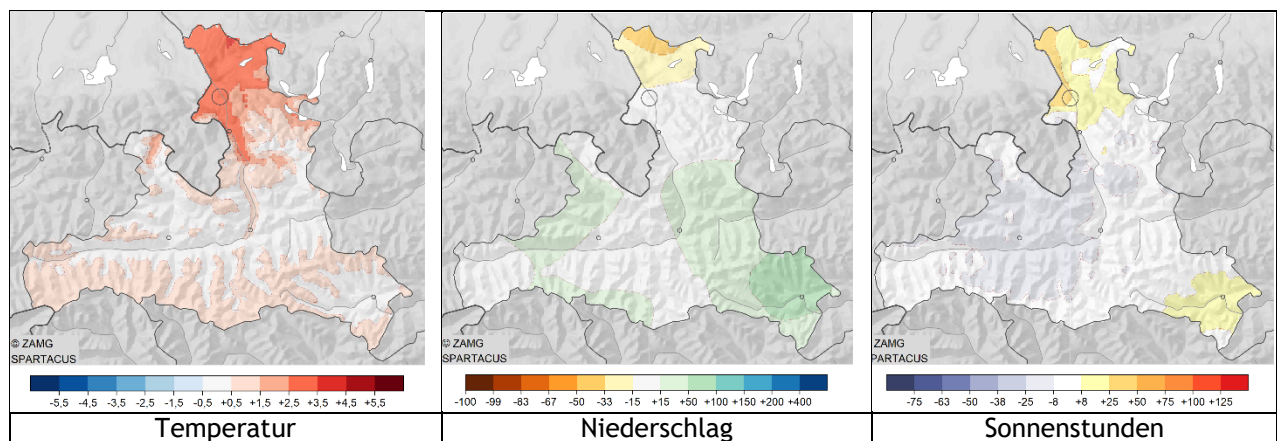 © ZAMG
SPARTACUS
-5,5 -4,5 -3,5 -2,5 -1,5 -0,5 +0,5 +1,5 +2,5 +3,5 +4,5 +5,5
Temperatur
© ZAMG
SPARTACUS
-100 -99 -83 -67 -50 -33 -15 +15 +50 +100 +150 +200 +400
Niederschlag
© ZAMG
SPARTACUS
-75 -63 -50 -38 -25 -8 +8 +25 +50 +75 +100 +125
Sonnenstunden